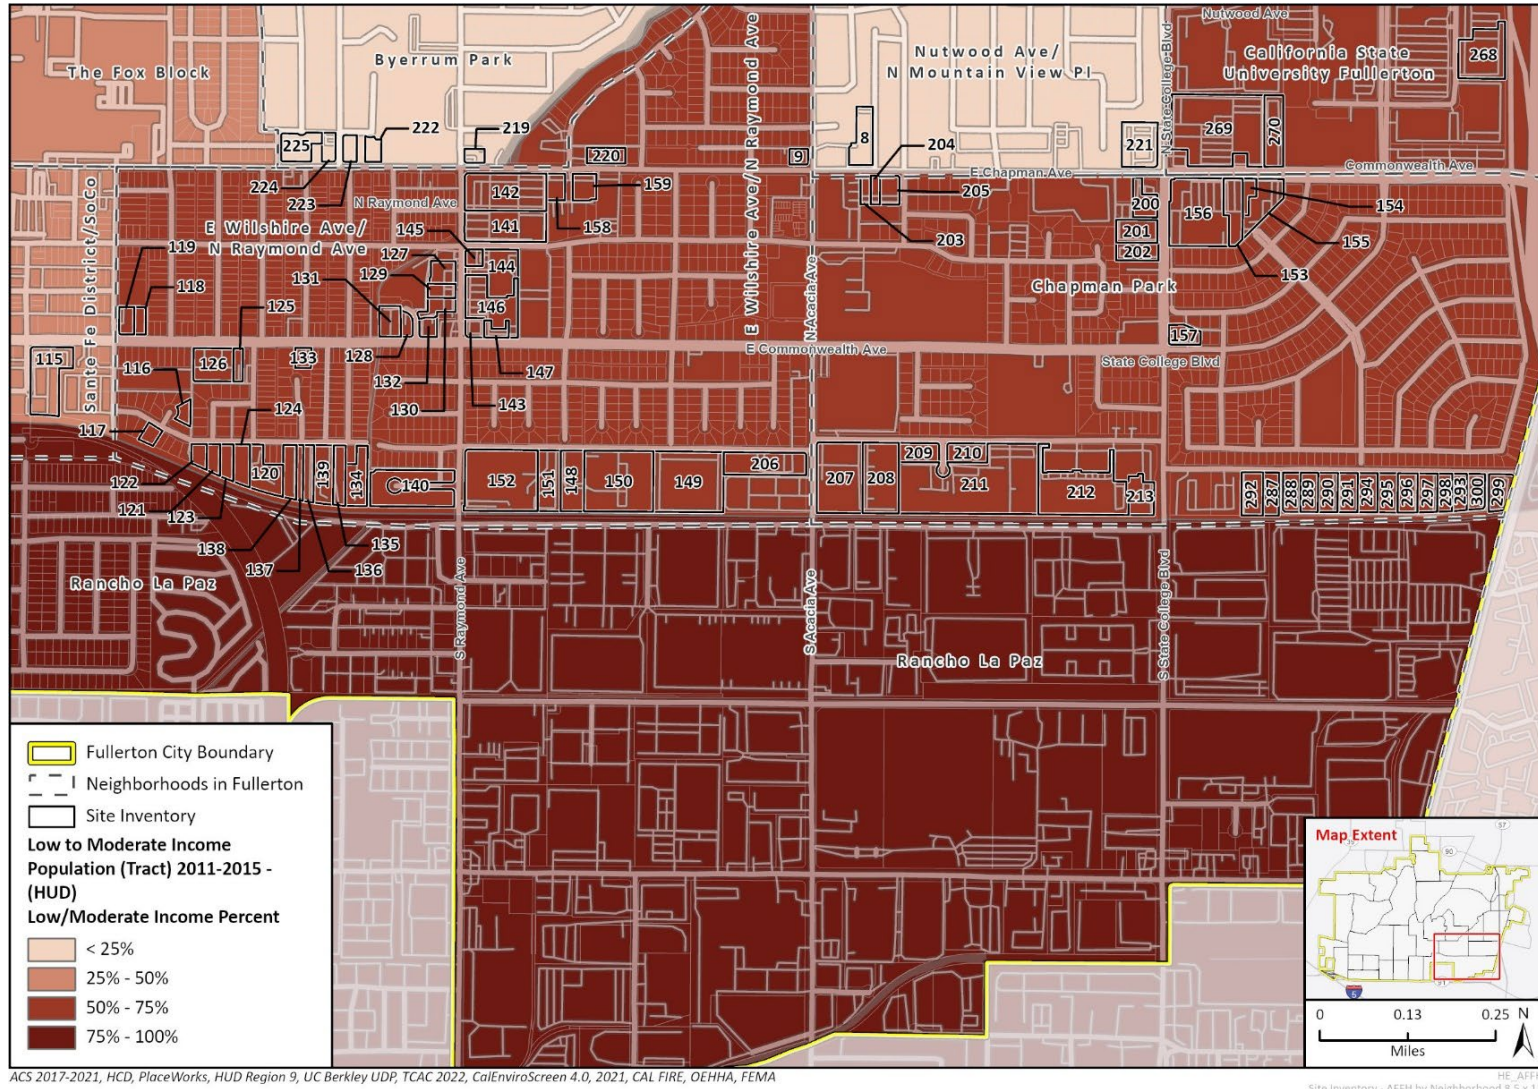 Nutwood Ave
The Fox Block
Byerrum Park
Nutwood Ave/
N Mountain View Pl
California State
University Fullerton
268
E Wilshire Ave/N Raymond Ave
N State College Blvd
225
222
219
220
9
8
204
221
269
270
224
223
E Chapman Ave
Commonwealth Ave
142
159
205
200
156
154
N Raymond Ave
E Wilshire Ave/
N Raymond Ave
145
141
158
203
201
202
155
153
119
118
131
127
129
144
146
125
Chapman Park
N Acacia Ave
Sante Fe District/SoCo
115
116
126
133
128
132
130
143
147
E Commonwealth Ave
157
State College Blvd
117
124
122
121
123
120
139
134
140
152
151
148
150
149
206
207
208
209
210
211
212
213
292
287
288
289
290
291
294
295
296
297
298
293
300
299
138
137
136
135
Rancho La Paz
S Raymond Ave
S Acacia Ave
S State College Blvd
Rancho La Paz
Fullerton City Boundary
Neighborhoods in Fullerton
Site Inventory
Low to Moderate Income
Population (Tract) 2011-2015 -
(HUD)
Low/Moderate Income Percent
< 25%
25% - 50%
50% - 75%
75% - 100%
Map Extent
57
90
91
5
0
0.13
0.25
N
Miles
ACS 2017-2021, HCD, PlaceWorks, HUD Region 9, UC Berkley UDP, TCAC 2022, CalEnviroScreen 4.0, 2021, CAL FIRE, OEHHA, FEMA